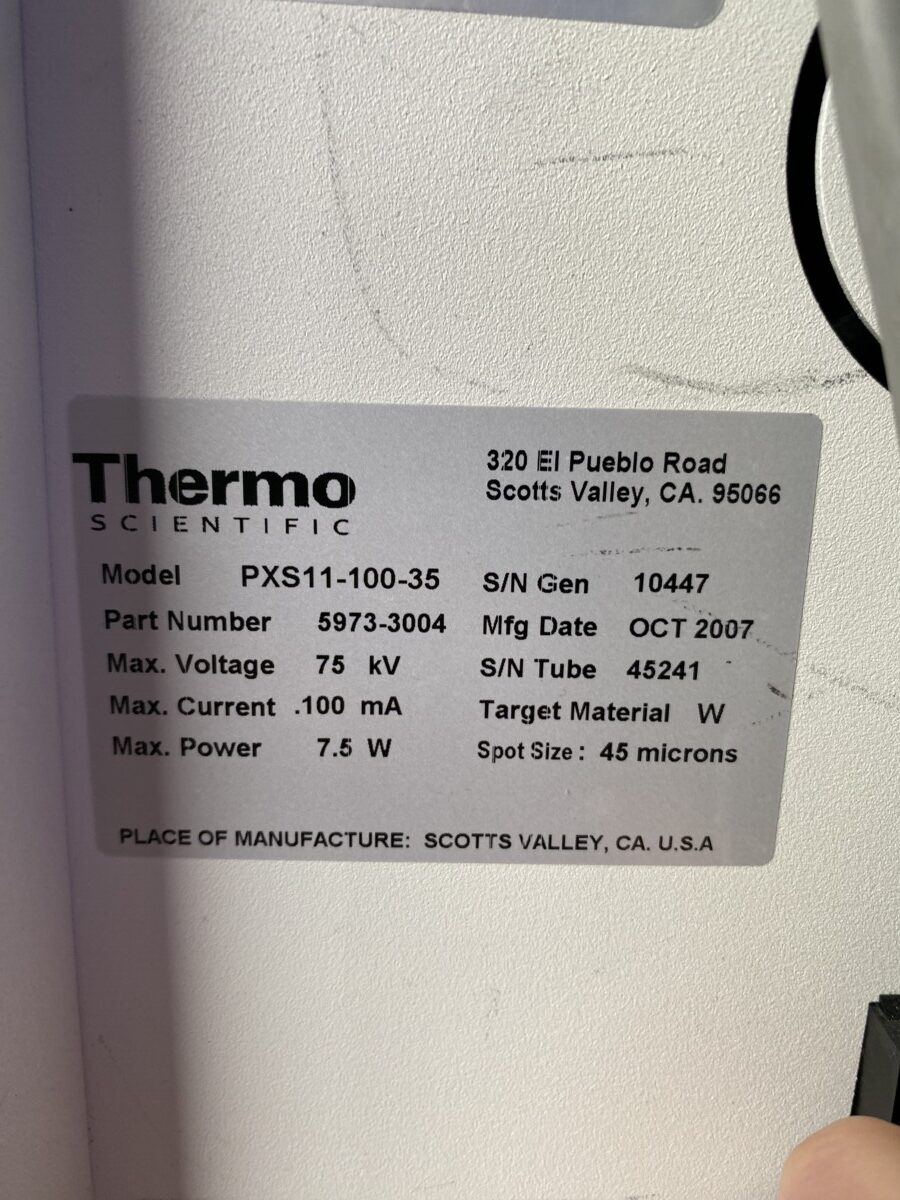 Thermo
SCIENTIFIC
320 El Pueblo Road
Scotts Valley, CA. 95066
Model PXS11-100-35
Part Number 5973-3004
Max. Voltage 75 kV
Max. Current .100 mA
Max. Power 7.5 W
S/N Gen 10447
Mfg Date OCT 2007
S/N Tube 45241
Target Material W
Spot Size: 45 microns
PLACE OF MANUFACTURE: SCOTTS VALLEY, CA. U.S.A